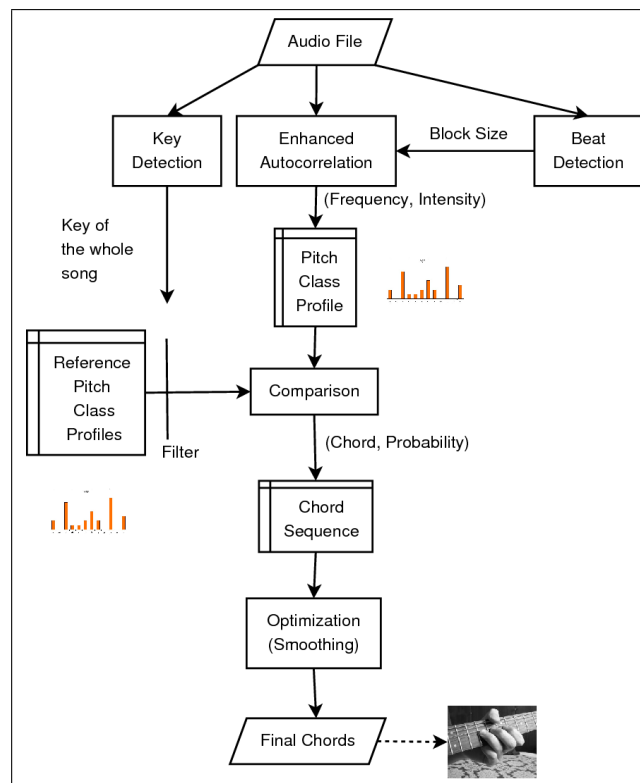 Audio File
Key
Detection
Enhanced
Autocorrelation
Block Size
Beat
Detection
(Frequency, Intensity)
Key of
the whole
song
Pitch
Class
Profile
Reference
Pitch
Class
Profiles
Filter
Comparison
(Chord, Probability)
Chord
Sequence
Optimization
(Smoothing)
Final Chords